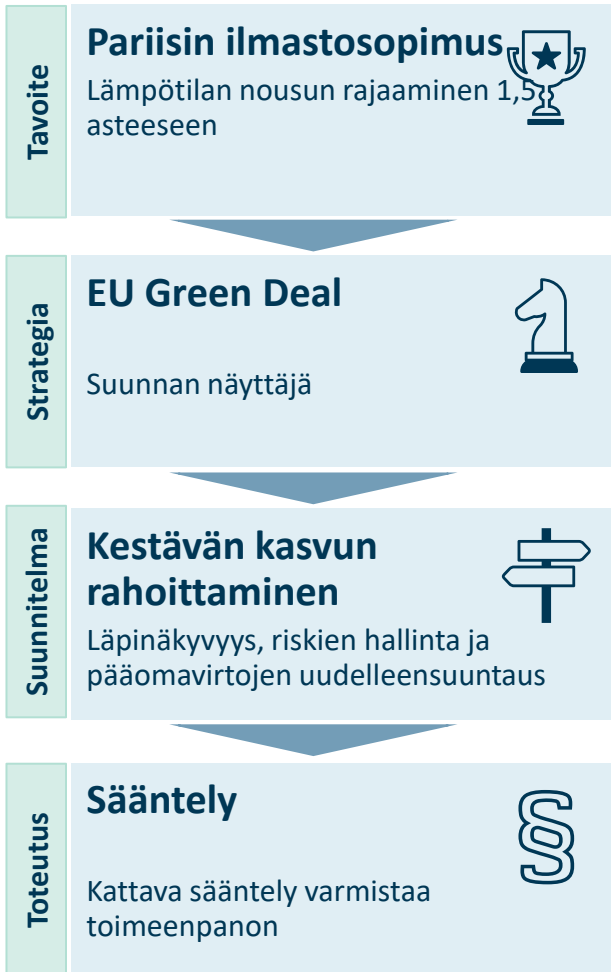 Tavoite
Pariisin ilmastosopimus
Lämpötilan nousun rajaaminen 1,5
asteeseen
Strategia
EU Green Deal
Suunnan näyttäjä
Suunnitelma
Kestävän kasvun
rahoittaminen
Läpinäkyvyys, riskien hallinta ja
pääomavirtojen uudelleensuuntaus
Toteutus
Sääntely
§
Kattava sääntely varmistaa
toimeenpanon